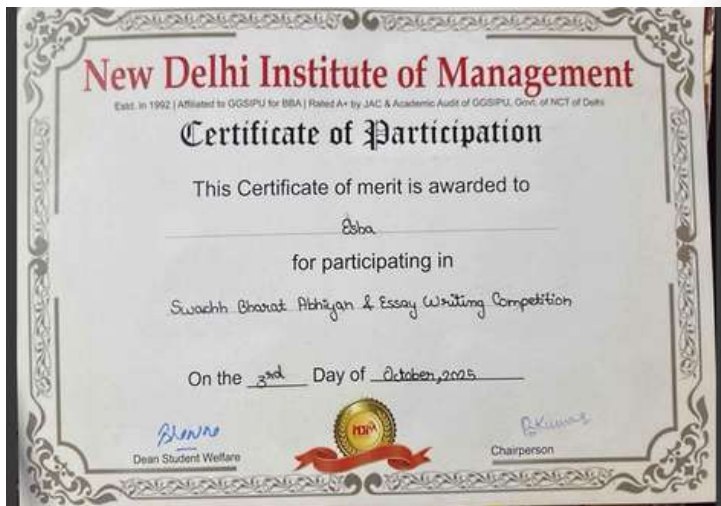 New Delhi Institute of Management
Estd. in 1992 | Affiliated to GGSIPU for BBA | Rated A+ by JAC & Academic Audit of GGSIPU, Govt. of NCT of Delhi
Certificate of Participation
This Certificate of merit is awarded to
Esba
for participating in
Swachh Bharat Abhiyan & Essay Writing Competition
On the 3rd Day of October, 2025
NDIM
Dean Student Welfare
Chairperson